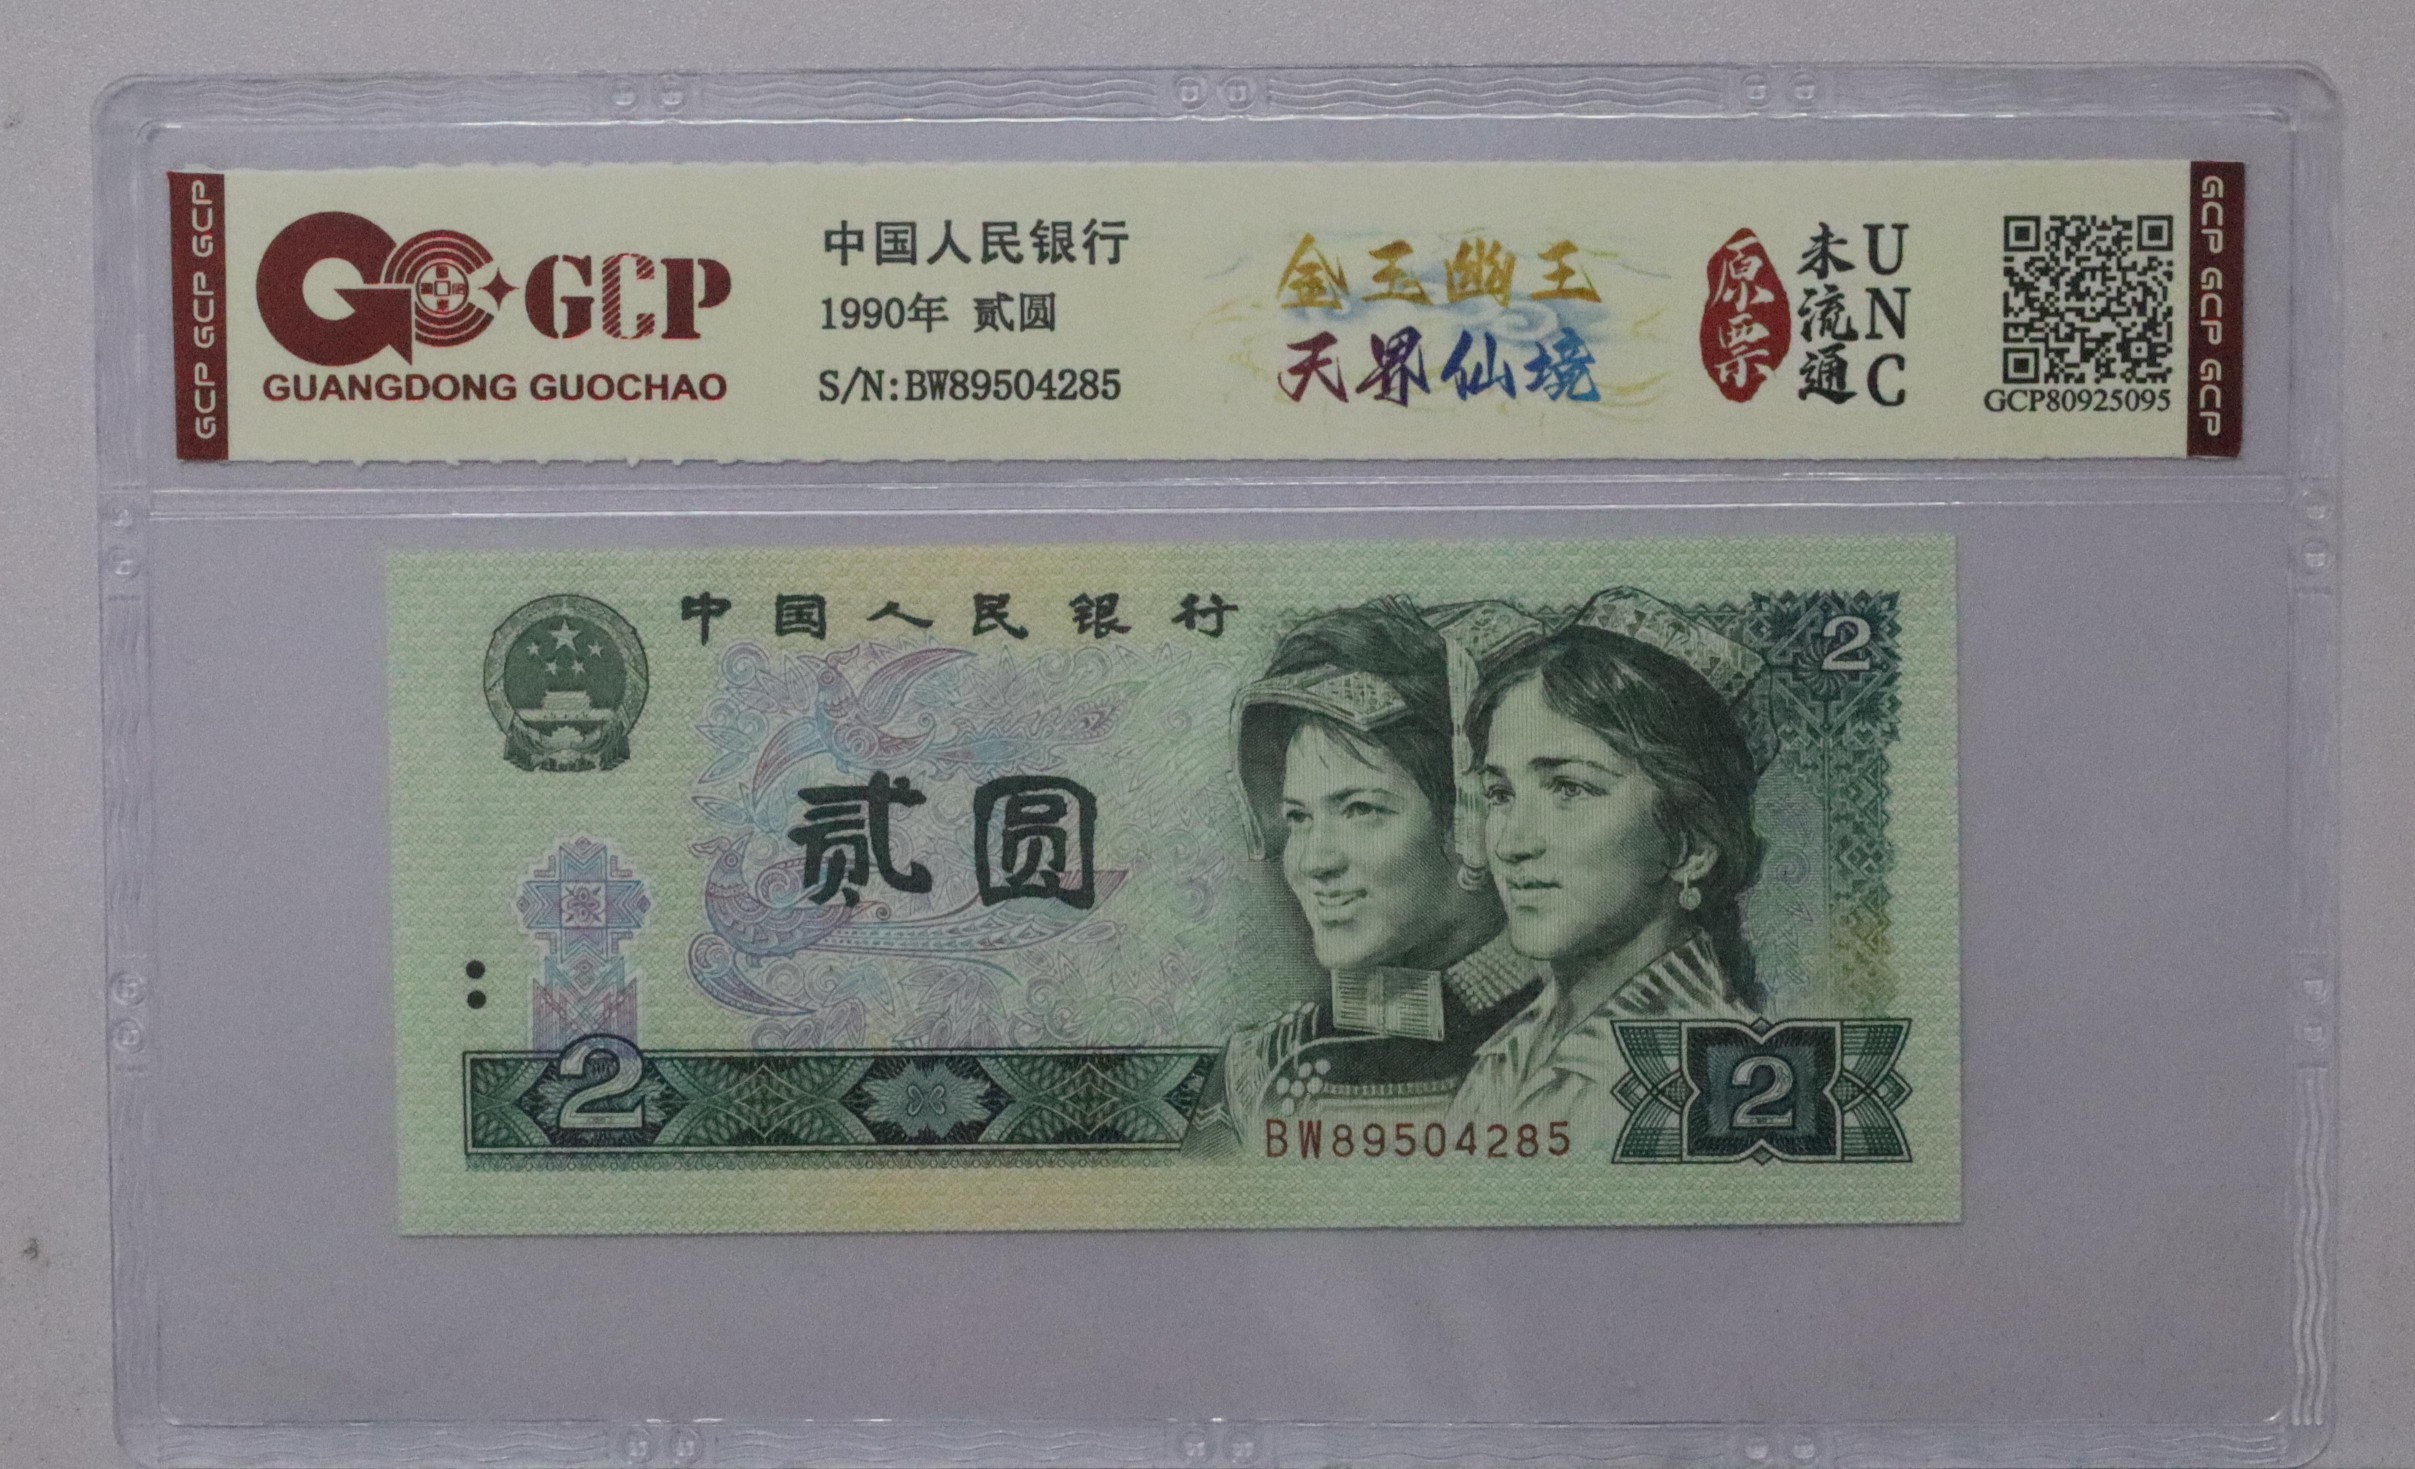 GCP GCP GCP
GCP
GUANGDONG GUOCHAO
中国人民银行
1990年 贰圆
S/N:BW89504285
金玉幽王
天界仙境
原票
未流通
UNC
GCP80925095
GCP GCP GCP
中国人民银行
2
贰圆
2
BW89504285
2